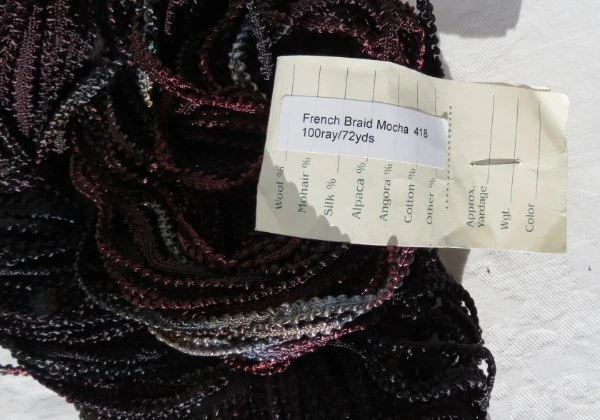 French Braid Mocha 418
100ray/72yds
Wool %
Mohair %
Silk %
Alpaca %
Angora %
Cotton %
Other %
Approx.
Yardage
Wgt.
Color